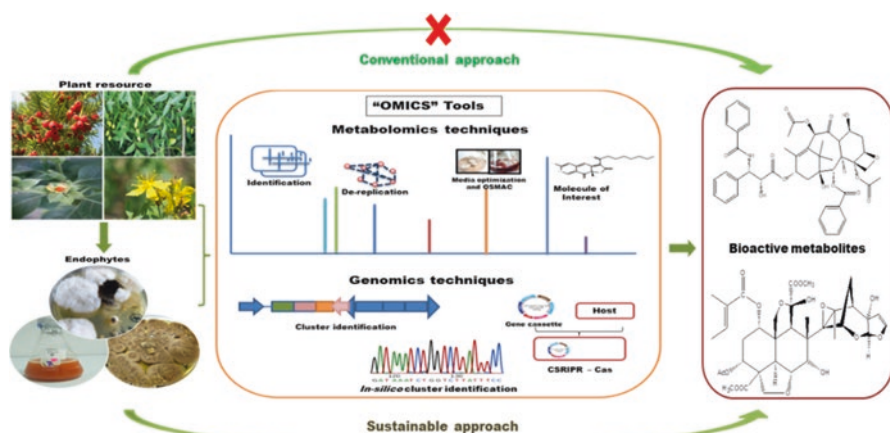 Conventional approach
Plant resource
"OMICS" Tools
Metabolomics techniques
Identification
De-replication
Media optimization
and OSMAC
Molecule of
Interest
Endophytes
Genomics techniques
Cluster identification
Gene cassette
Host
CSRIPR – Cas
In-silico cluster identification
Bioactive metabolites
Sustainable approach